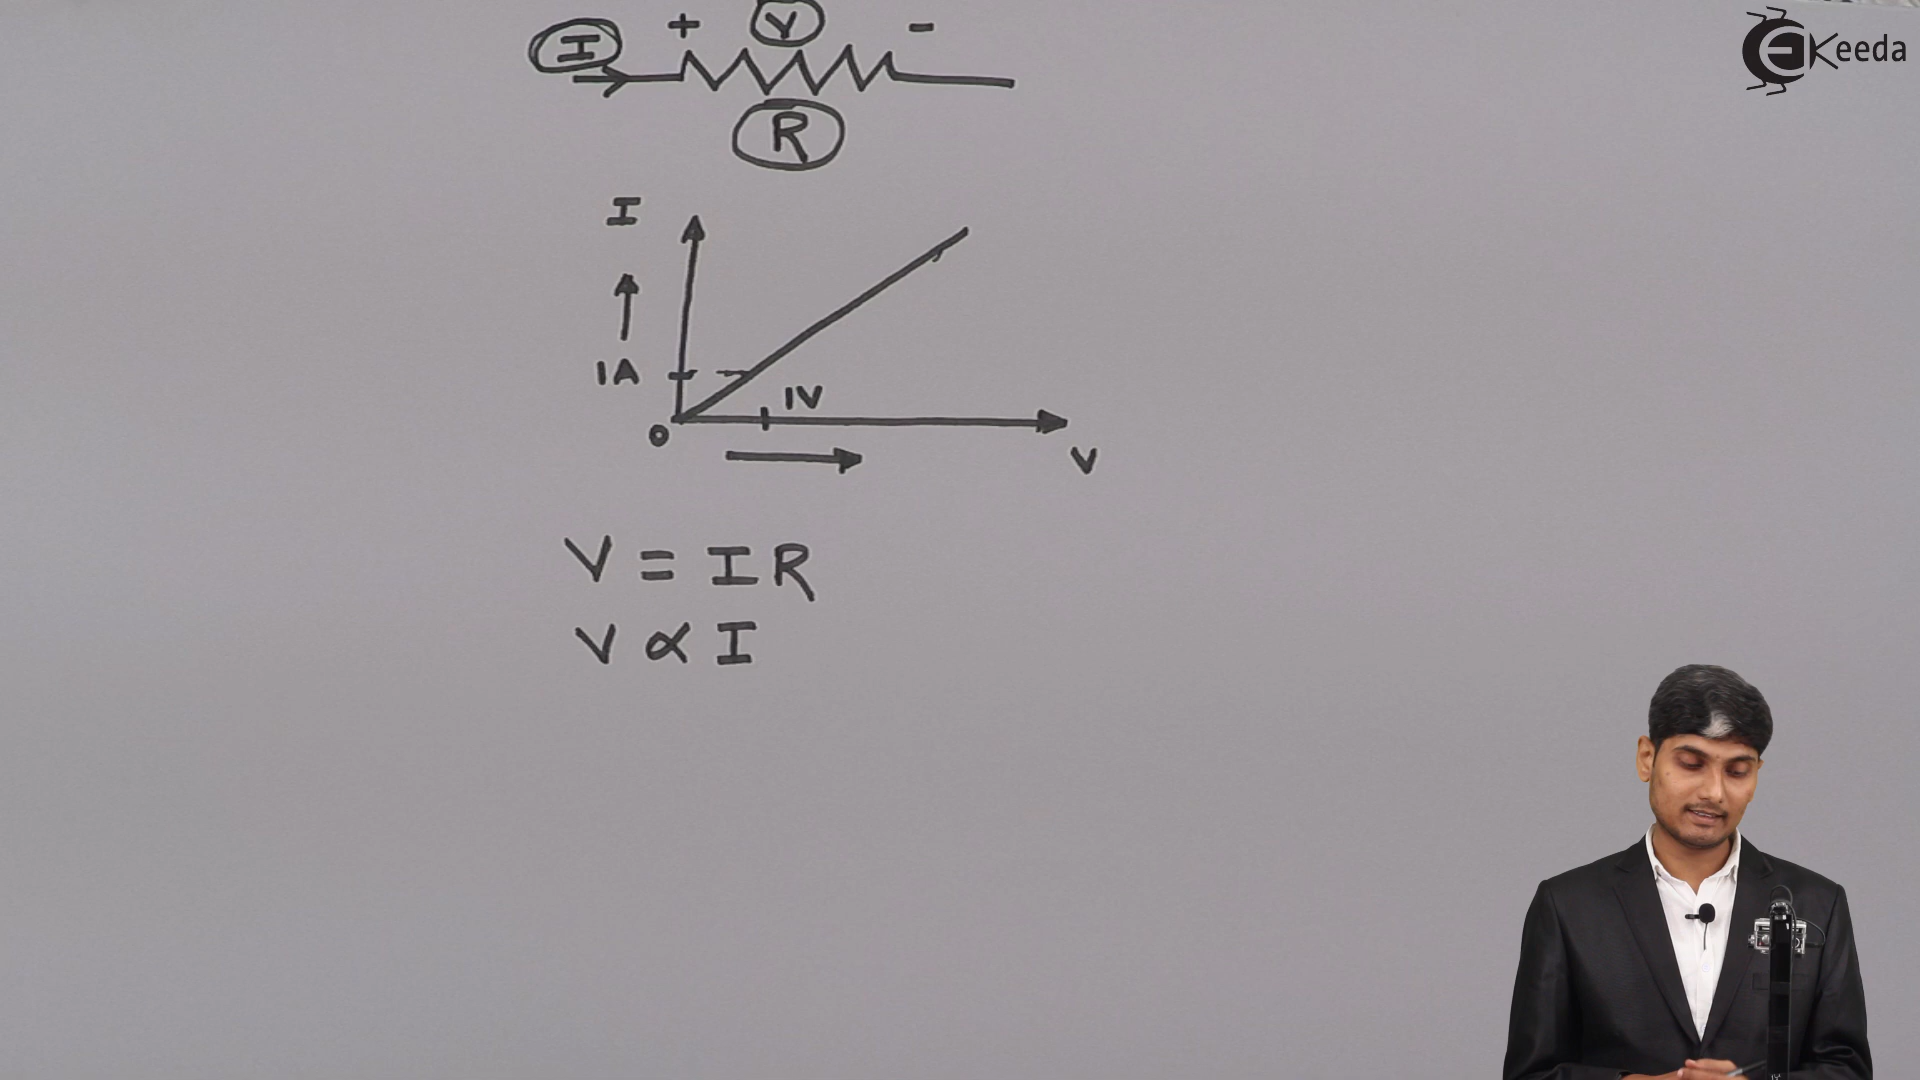 I + V -
R
I
1A
1V
0
V
V = IR
V ∝ I
EKeeda